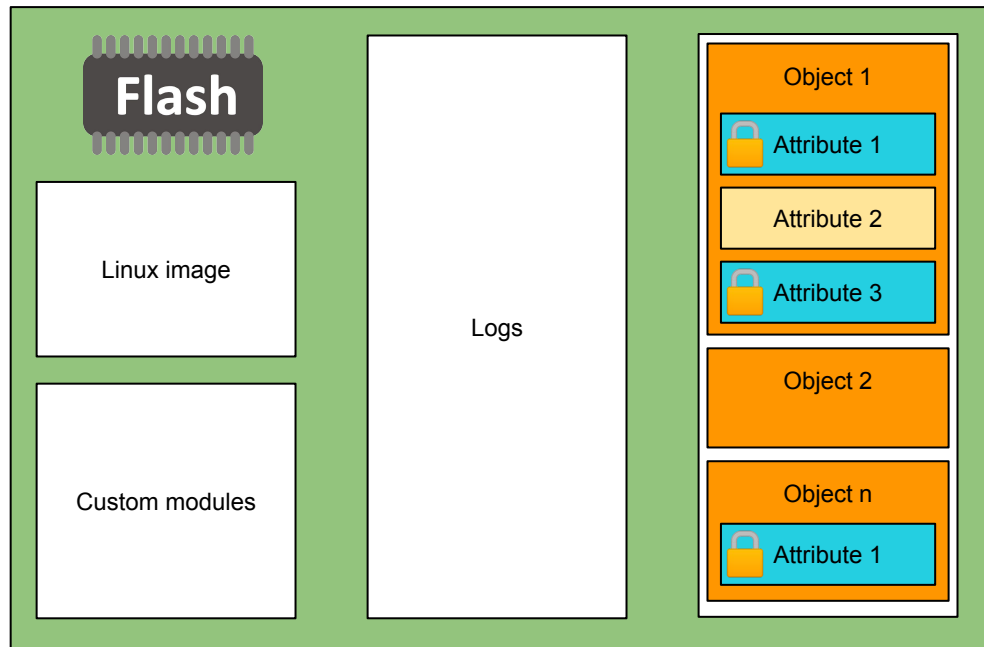 Flash
Linux image
Custom modules
Logs
Object 1
Attribute 1
Attribute 2
Attribute 3
Object 2
Object n
Attribute 1